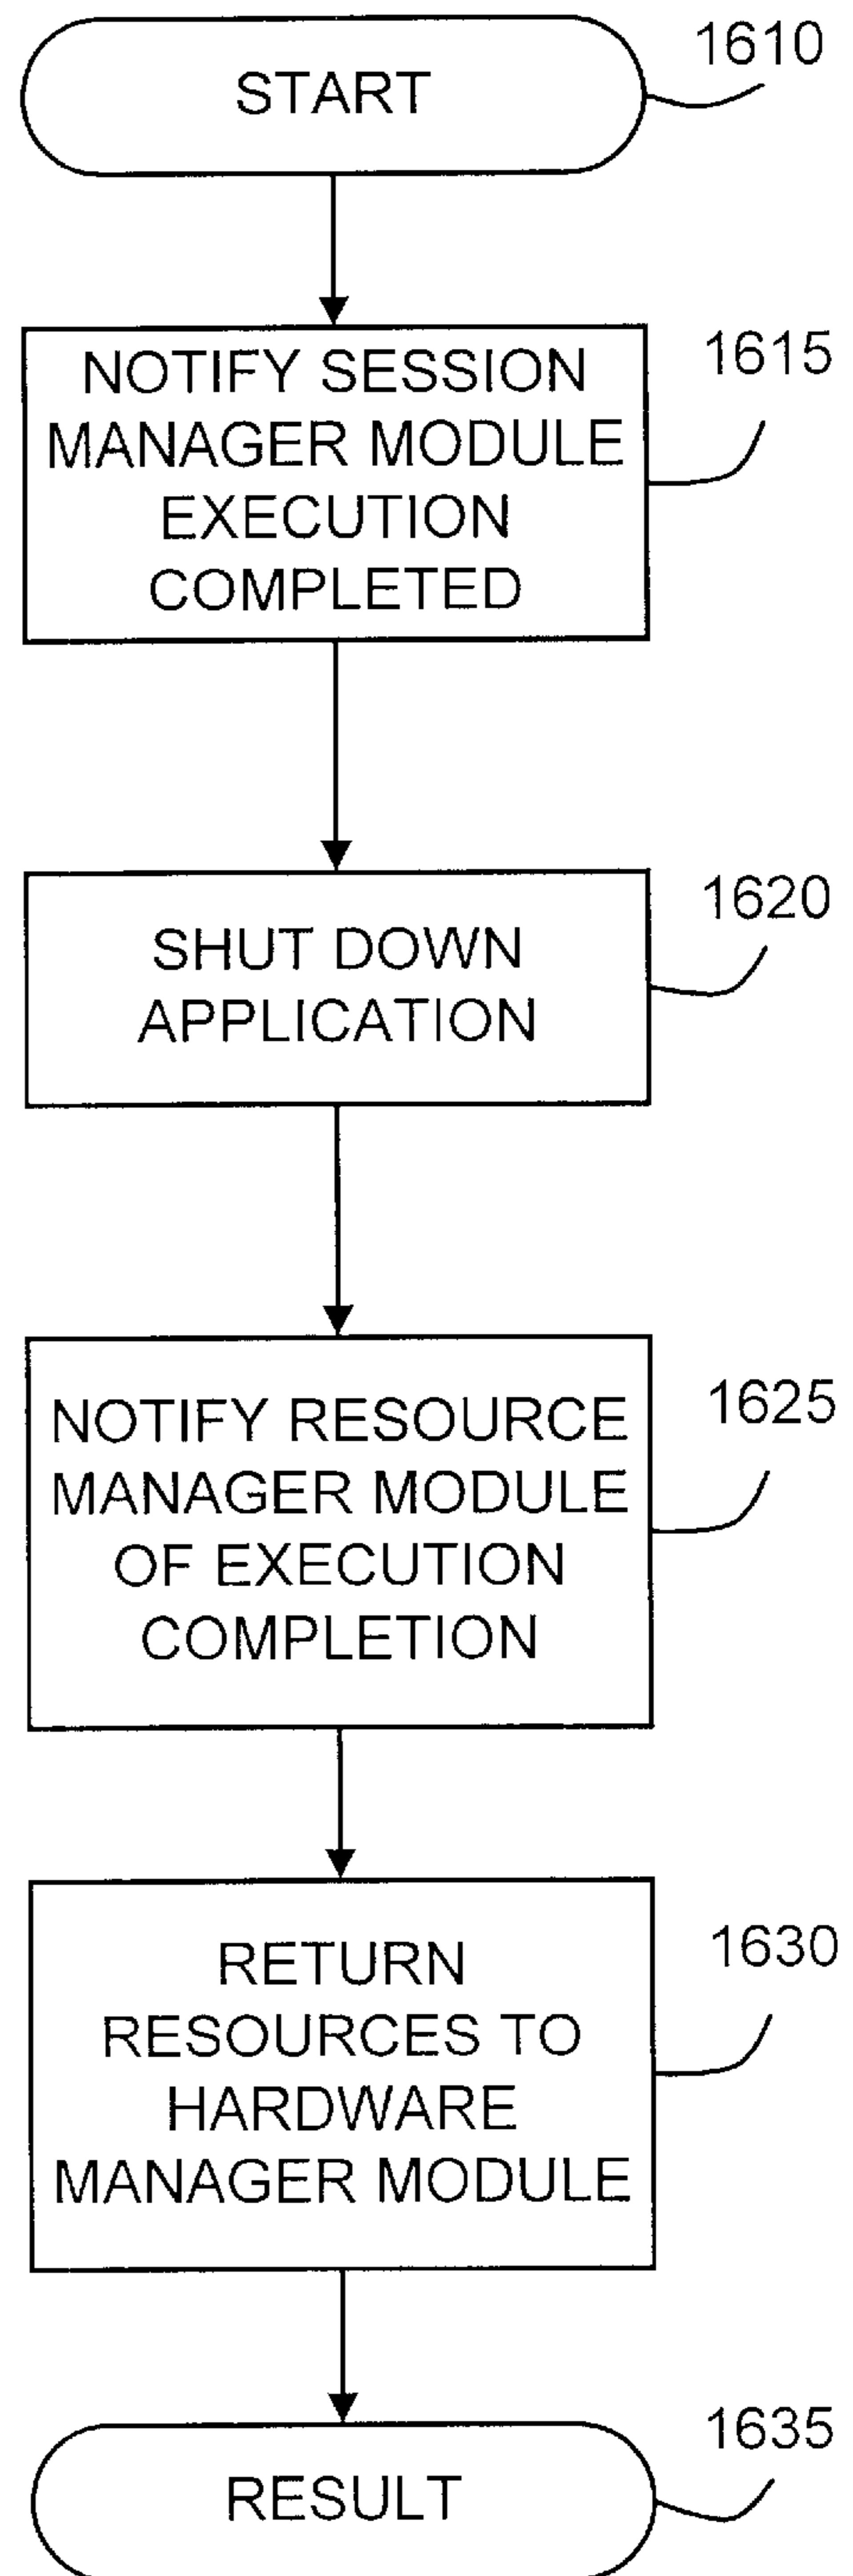 1610
START
1615
NOTIFY SESSION
MANAGER MODULE
EXECUTION
COMPLETED
1620
SHUT DOWN
APPLICATION
1625
NOTIFY RESOURCE
MANAGER MODULE
OF EXECUTION
COMPLETION
1630
RETURN
RESOURCES TO
HARDWARE
MANAGER MODULE
1635
RESULT